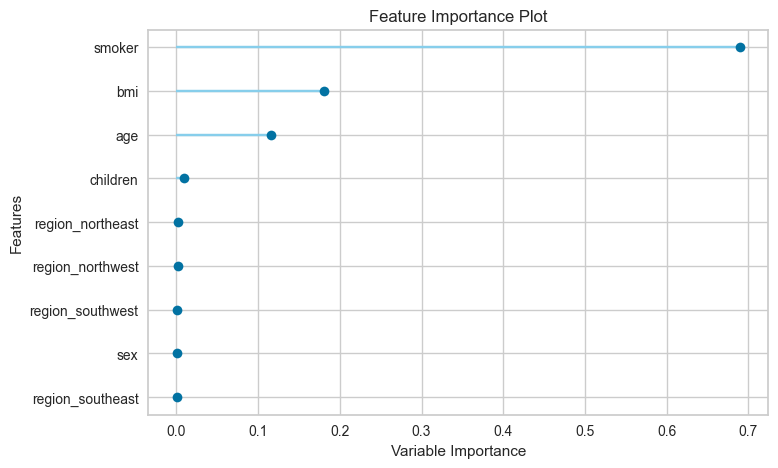 Feature Importance Plot
Features
smoker
bmi
age
children
region_northeast
region_northwest
region_southwest
sex
region_southeast
0.0 0.1 0.2 0.3 0.4 0.5 0.6 0.7
Variable Importance